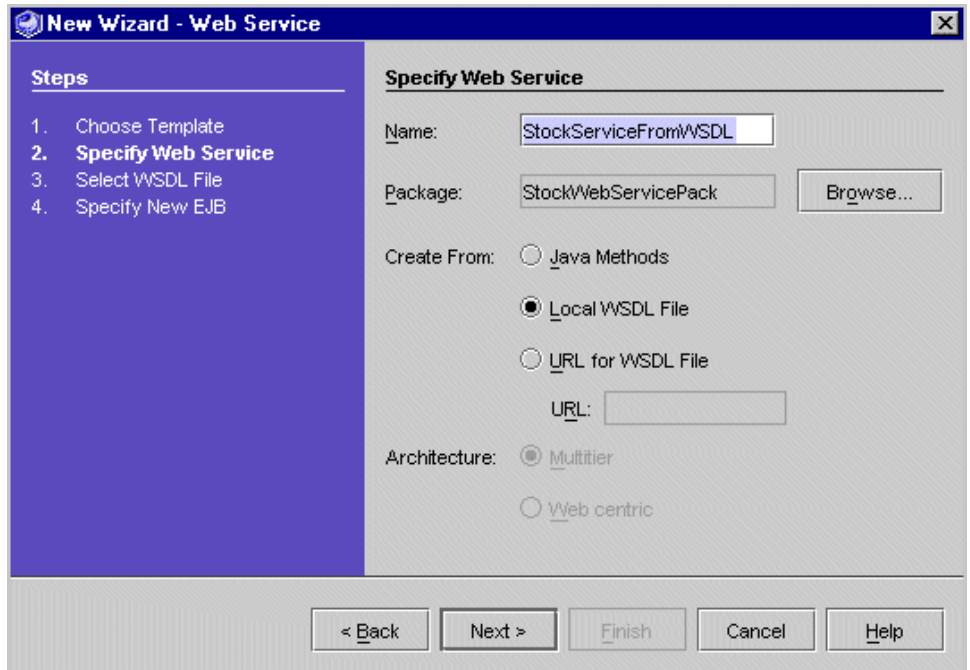 New Wizard - Web Service
Steps
1. Choose Template
2. Specify Web Service
3. Select WSDL File
4. Specify New EJB
Specify Web Service
Name: StockServiceFromWSDL
Package: StockWebServicePack Browse...
Create From: Java Methods
Local WSDL File
URL for WSDL File
URL:
Architecture: Multitier
Web centric
< Back Next > Finish Cancel Help